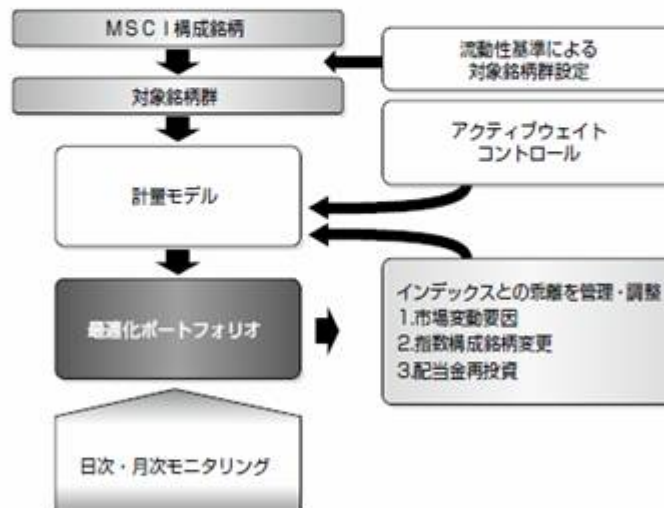 MSCI構成銘柄
流動性基準による
対象銘柄群設定
対象銘柄群
アクティブウェイト
コントロール
計量モデル
最適化ポートフォリオ
インデックスとの乖離を管理・調整
1.市場変動要因
2.指数構成銘柄変更
3.配当金再投資
日次・月次モニタリング